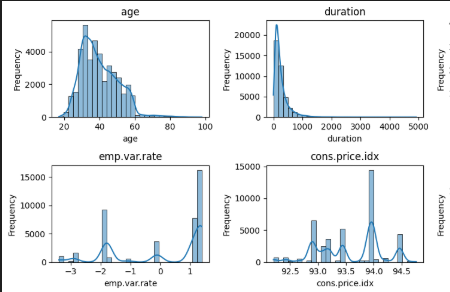 age
Frequency
4000
2000
0
20 40 60 80 100
age
duration
Frequency
20000
15000
10000
5000
0
0 1000 2000 3000 4000 5000
duration
emp.var.rate
Frequency
15000
10000
5000
0
−3 −2 −1 0 1
emp.var.rate
cons.price.idx
Frequency
15000
10000
5000
0
92.5 93.0 93.5 94.0 94.5
cons.price.idx